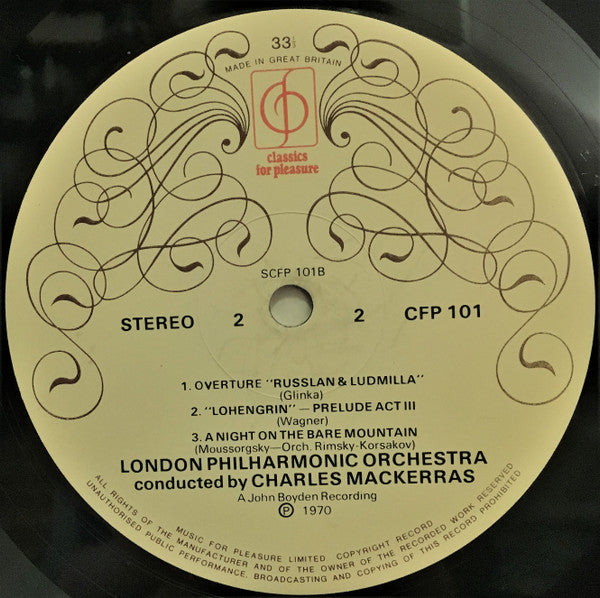 33⅓
MADE IN GREAT BRITAIN
classics
for pleasure
SCFP 101B
STEREO 2 2 CFP 101
1. OVERTURE "RUSSLAN & LUDMILLA"
(Glinka)
2. "LOHENGRIN" — PRELUDE ACT III
(Wagner)
3. A NIGHT ON THE BARE MOUNTAIN
(Moussorgsky—Orch. Rimsky-Korsakov)
LONDON PHILHARMONIC ORCHESTRA
conducted by CHARLES MACKERRAS
A John Boyden Recording
Ⓟ 1970
MUSIC FOR PLEASURE LIMITED. COPYRIGHT RECORD
ALL RIGHTS OF THE MANUFACTURER AND OF THE OWNER OF THE RECORDED WORK RESERVED
UNAUTHORISED PUBLIC PERFORMANCE, BROADCASTING AND COPYING OF THIS RECORD PROHIBITED